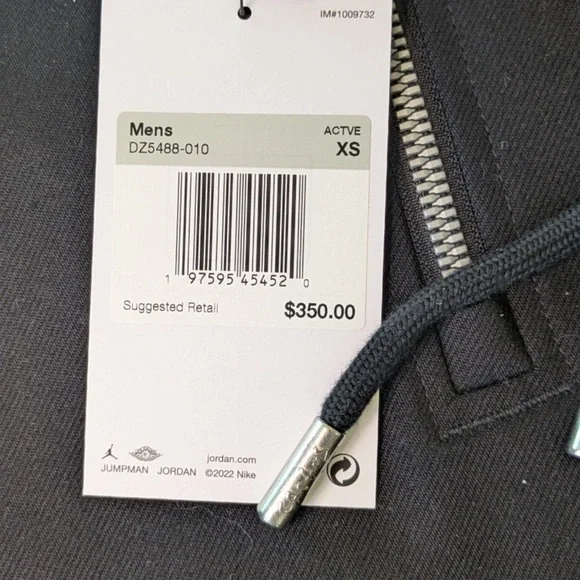 IM#1009732
Mens ACTVE
DZ5488-010 XS
1 97595 45452 0
Suggested Retail $350.00
jordan.com
JUMPMAN JORDAN ©2022 Nike